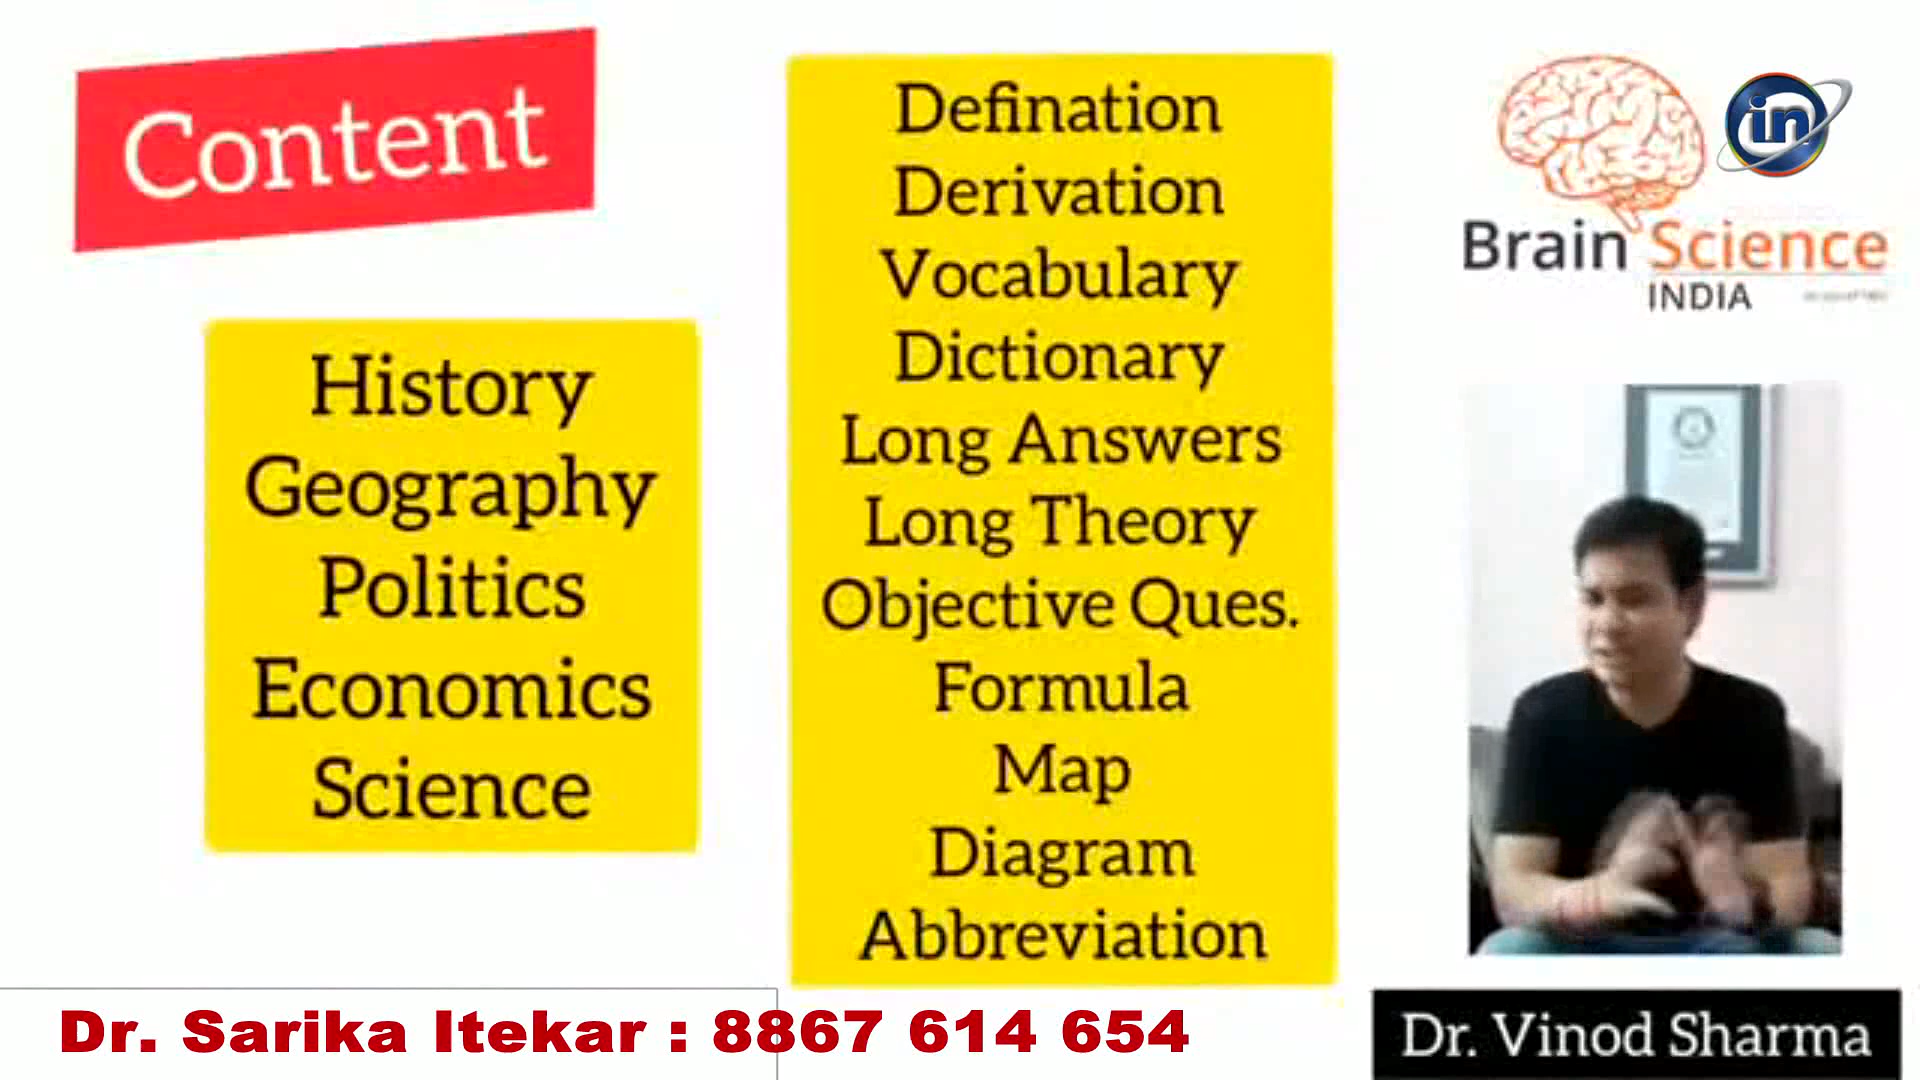 Content
History
Geography
Politics
Economics
Science
Defination
Derivation
Vocabulary
Dictionary
Long Answers
Long Theory
Objective Ques.
Formula
Map
Diagram
Abbreviation
in
Brain Science
INDIA
Dr. Vinod Sharma
Dr. Sarika Itekar : 8867 614 654